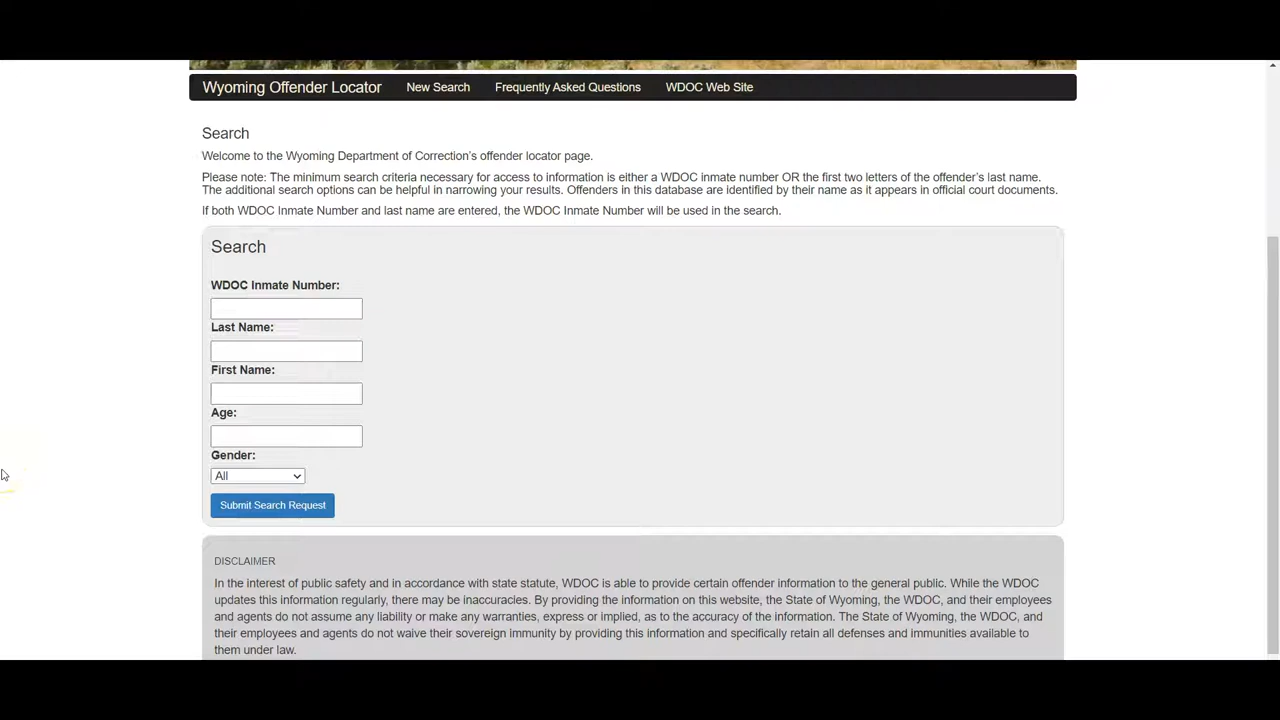 Wyoming Offender Locator New Search Frequently Asked Questions WDOC Web Site
Search
Welcome to the Wyoming Department of Correction's offender locator page.
Please note: The minimum search criteria necessary for access to information is either a WDOC inmate number OR the first two letters of the offender's last name.
The additional search options can be helpful in narrowing your results. Offenders in this database are identified by their name as it appears in official court documents.
If both WDOC Inmate Number and last name are entered, the WDOC Inmate Number will be used in the search.
Search
WDOC Inmate Number:
Last Name:
First Name:
Age:
Gender:
All
Submit Search Request
DISCLAIMER
In the interest of public safety and in accordance with state statute, WDOC is able to provide certain offender information to the general public. While the WDOC
updates this information regularly, there may be inaccuracies. By providing the information on this website, the State of Wyoming, the WDOC, and their employees
and agents do not assume any liability or make any warranties, express or implied, as to the accuracy of the information. The State of Wyoming, the WDOC, and
their employees and agents do not waive their sovereign immunity by providing this information and specifically retain all defenses and immunities available to
them under law.